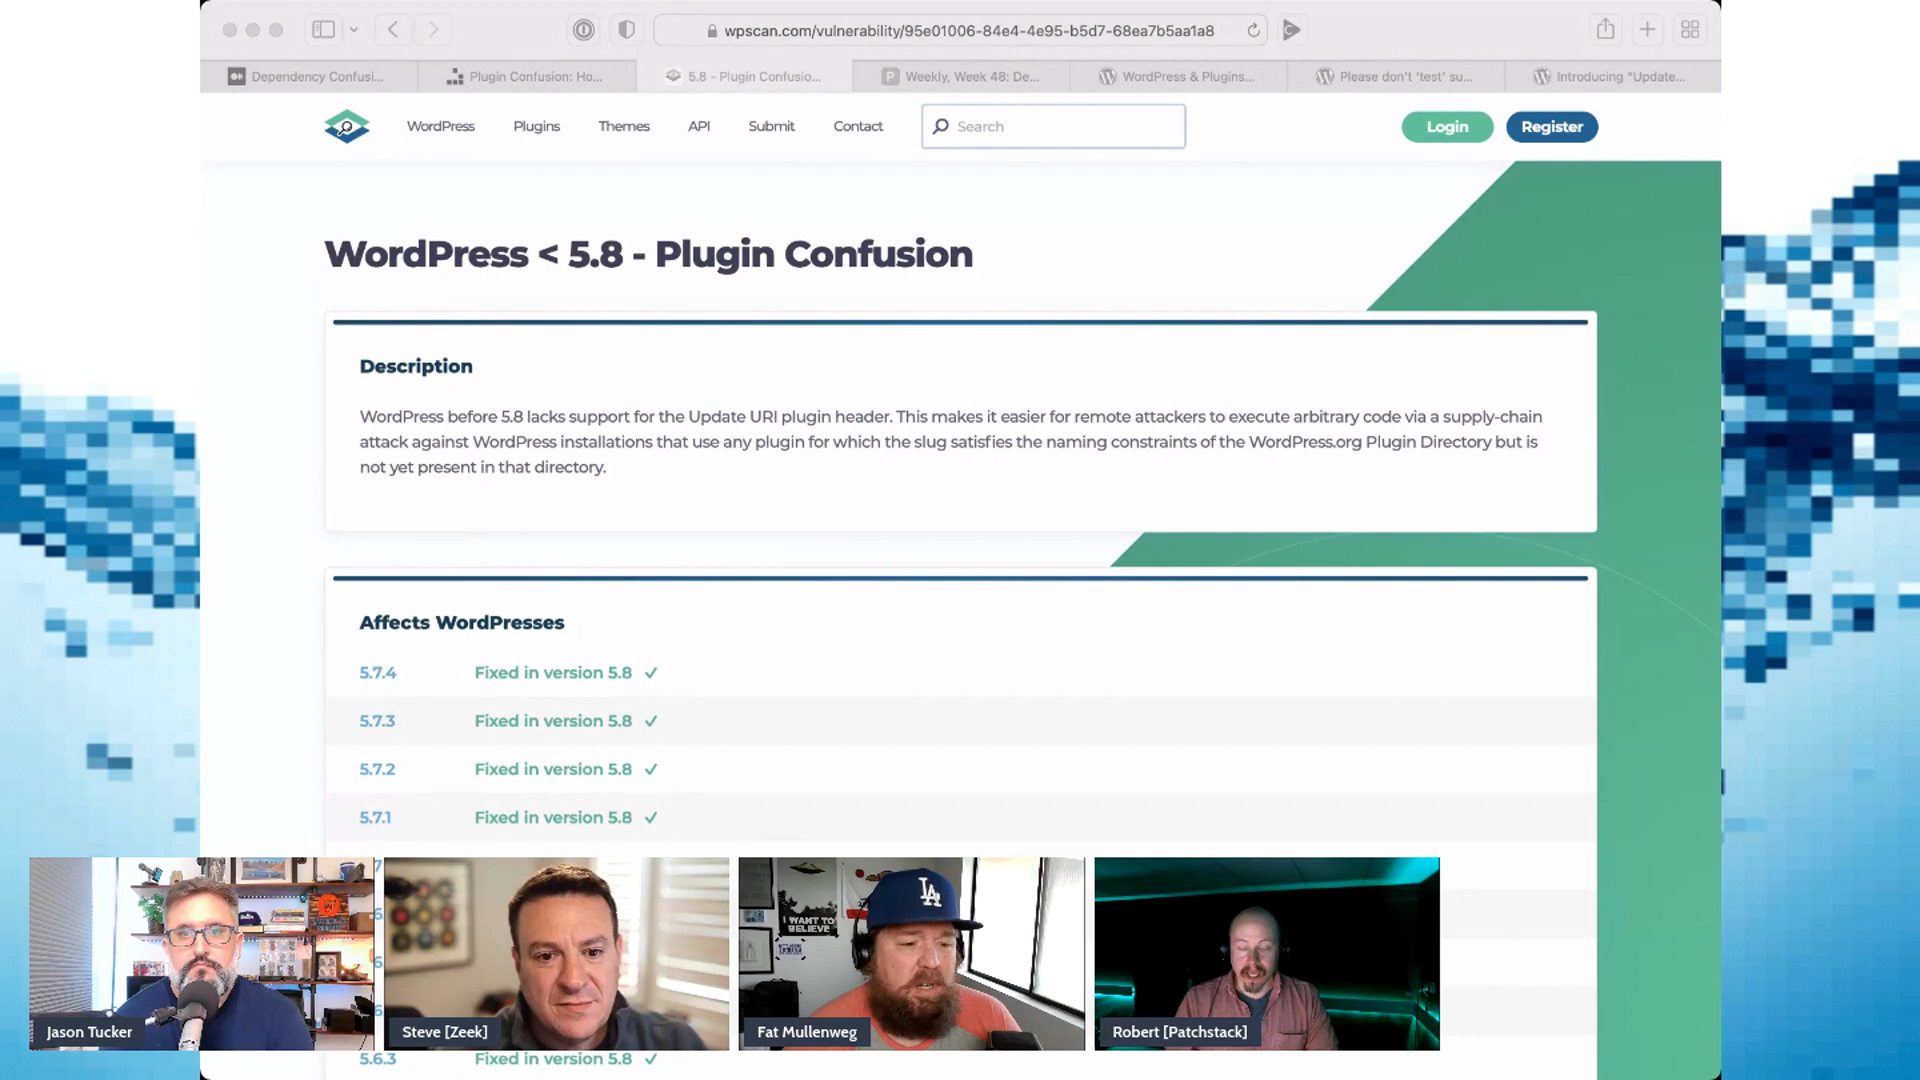 wpscan.com/vulnerability/95e01006-84e4-4e95-b5d7-68ea7b5aa1a8
Dependency Confusi...
Plugin Confusion: Ho...
5.8 - Plugin Confusio...
Weekly, Week 48: De...
WordPress & Plugins...
Please don't 'test' su...
Introducing "Update...
WordPress
Plugins
Themes
API
Submit
Contact
Search
Login
Register
WordPress < 5.8 - Plugin Confusion
Description
WordPress before 5.8 lacks support for the Update URI plugin header. This makes it easier for remote attackers to execute arbitrary code via a supply-chain
attack against WordPress installations that use any plugin for which the slug satisfies the naming constraints of the WordPress.org Plugin Directory but is
not yet present in that directory.
Affects WordPresses
5.7.4 Fixed in version 5.8 ✓
5.7.3 Fixed in version 5.8 ✓
5.7.2 Fixed in version 5.8 ✓
5.7.1 Fixed in version 5.8 ✓
I WANT TO
BELIEVE
LA
Jason Tucker
Steve [Zeek]
Fat Mullenweg
Robert [Patchstack]
5.6.3 Fixed in version 5.8 ✓